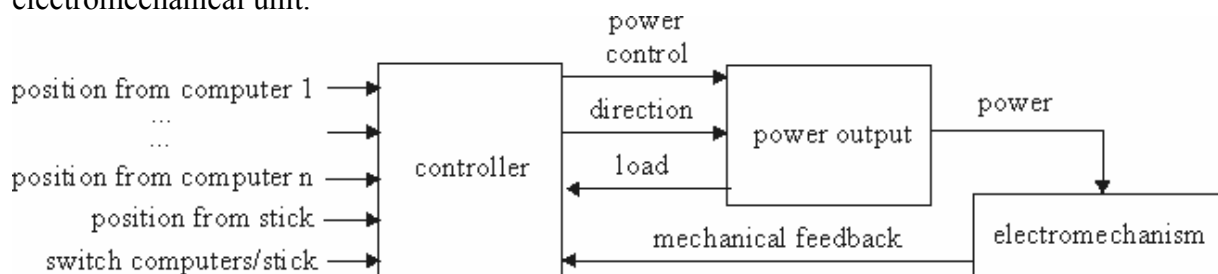 electromechanical unit.
power
control
position from computer 1
...
...
position from computer n
position from stick
switch computers/stick
controller
direction
load
power output
power
mechanical feedback
electromechanism